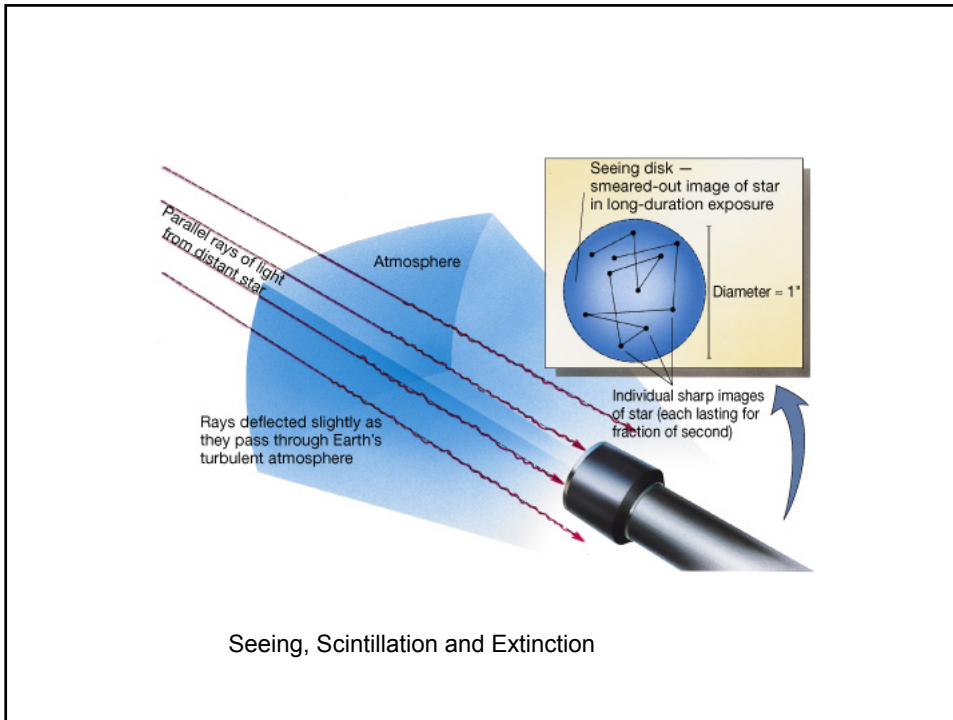 Seeing disk —
smeared-out image of star
in long-duration exposure
Parallel rays of light
from distant star
Atmosphere
Diameter = 1"
Individual sharp images
of star (each lasting for
fraction of second)
Rays deflected slightly as
they pass through Earth's
turbulent atmosphere
Seeing, Scintillation and Extinction